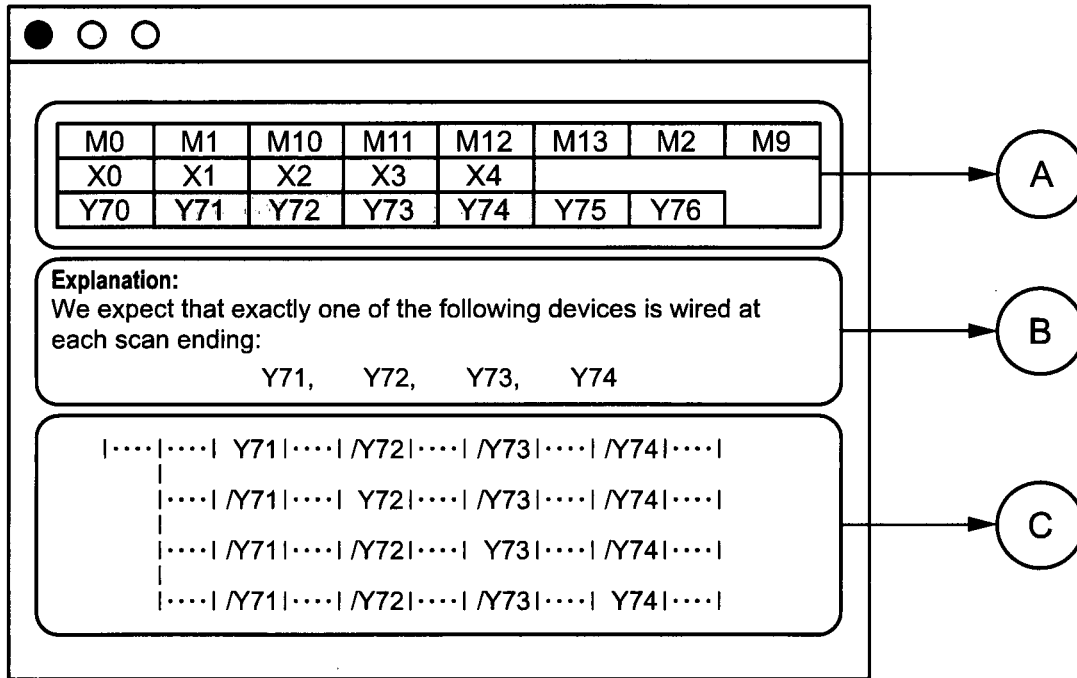 M0 M1 M10 M11 M12 M13 M2 M9
X0 X1 X2 X3 X4
Y70 Y71 Y72 Y73 Y74 Y75 Y76
A
Explanation:
We expect that exactly one of the following devices is wired at
each scan ending:
Y71, Y72, Y73, Y74
B
|····|····| Y71|····| /Y72|····| /Y73|····| /Y74|····|
|····| /Y71|····| Y72|····| /Y73|····| /Y74|····|
|····| /Y71|····| /Y72|····| Y73|····| /Y74|····|
|····| /Y71|····| /Y72|····| /Y73|····| Y74|····|
C